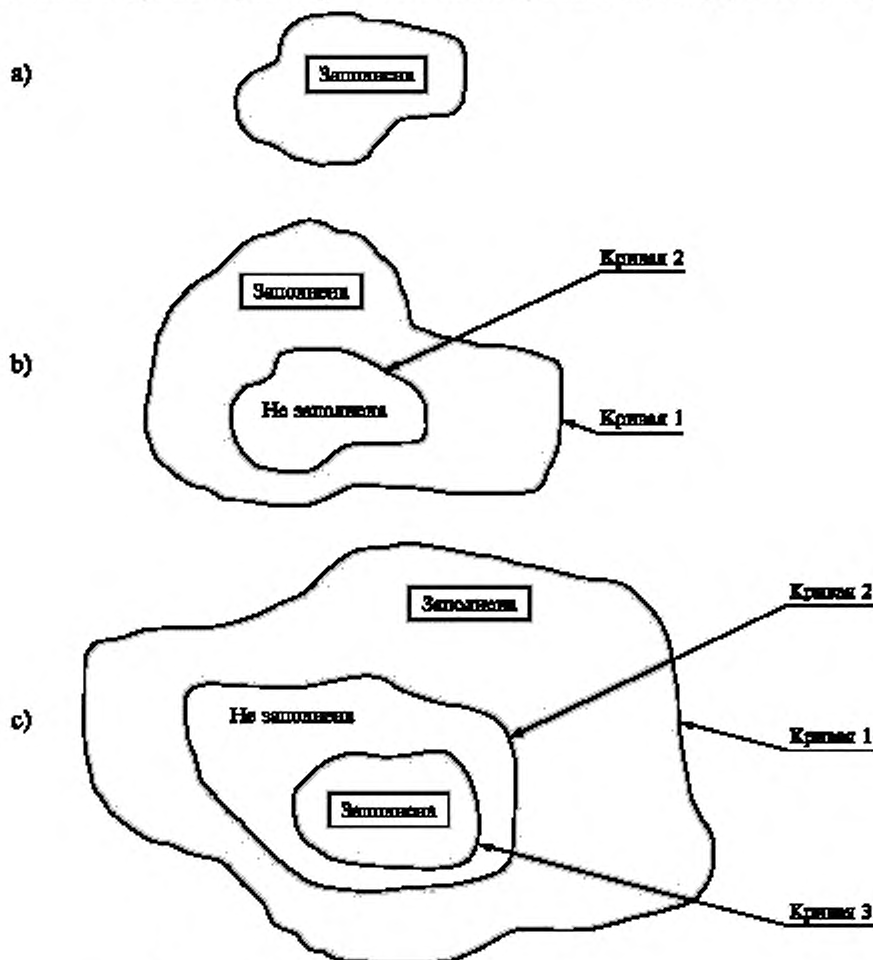 a)
Заполнена
Кривая 2
Заполнена
b)
Не заполнена
Кривая 1
Кривая 2
Заполнена
Не заполнена
c)
Кривая 1
Заполнена
Кривая 3